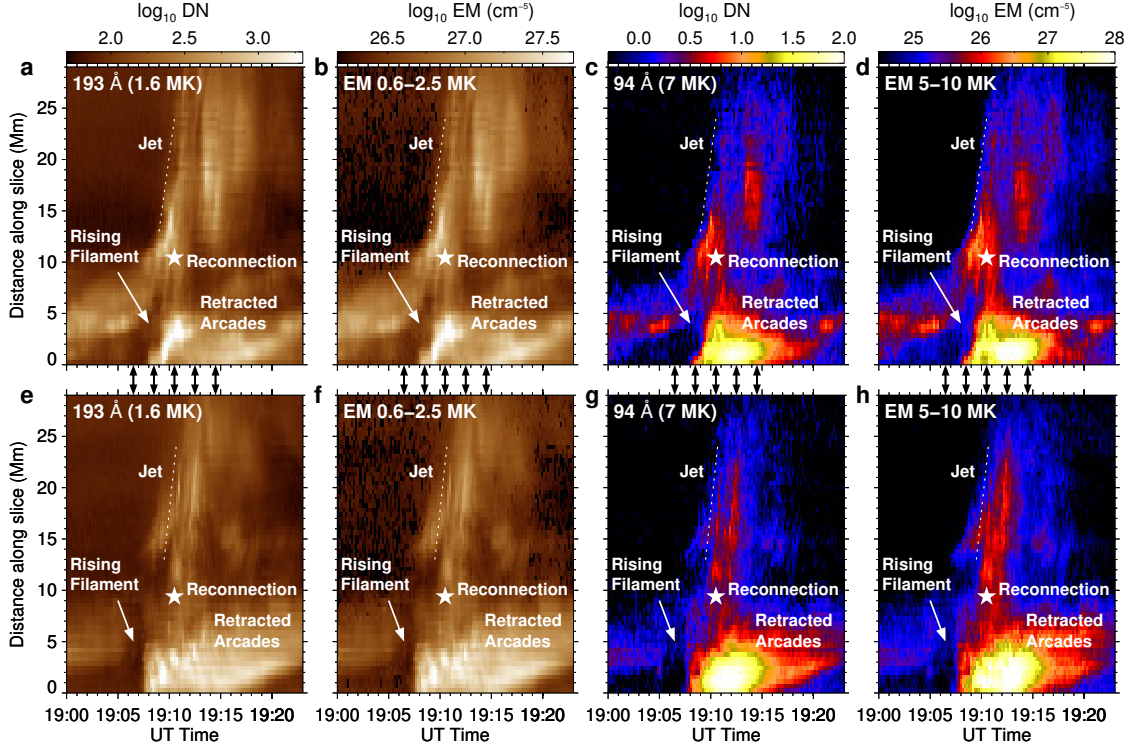 log₁₀ DN
log₁₀ EM (cm⁻⁵)
log₁₀ DN
log₁₀ EM (cm⁻⁵)
2.0 2.5 3.0
26.5 27.0 27.5
0.0 0.5 1.0 1.5 2.0
25 26 27 28
a
193 Å (1.6 MK)
Jet
Rising
Filament
Reconnection
Retracted
Arcades
b
EM 0.6–2.5 MK
Jet
Rising
Filament
Reconnection
Retracted
Arcades
c
94 Å (7 MK)
Jet
Rising
Filament
Reconnection
Retracted
Arcades
d
EM 5–10 MK
Jet
Rising
Filament
Reconnection
Retracted
Arcades
Distance along slice (Mm)
25
20
15
10
5
0
e
193 Å (1.6 MK)
Jet
Rising
Filament
Reconnection
Retracted
Arcades
f
EM 0.6–2.5 MK
Jet
Rising
Filament
Reconnection
Retracted
Arcades
g
94 Å (7 MK)
Jet
Rising
Filament
Reconnection
Retracted
Arcades
h
EM 5–10 MK
Jet
Rising
Filament
Reconnection
Retracted
Arcades
Distance along slice (Mm)
25
20
15
10
5
0
19:00 19:05 19:10 19:15 19:20
19:00 19:05 19:10 19:15 19:20
19:00 19:05 19:10 19:15 19:20
19:00 19:05 19:10 19:15 19:20
UT Time
UT Time
UT Time
UT Time